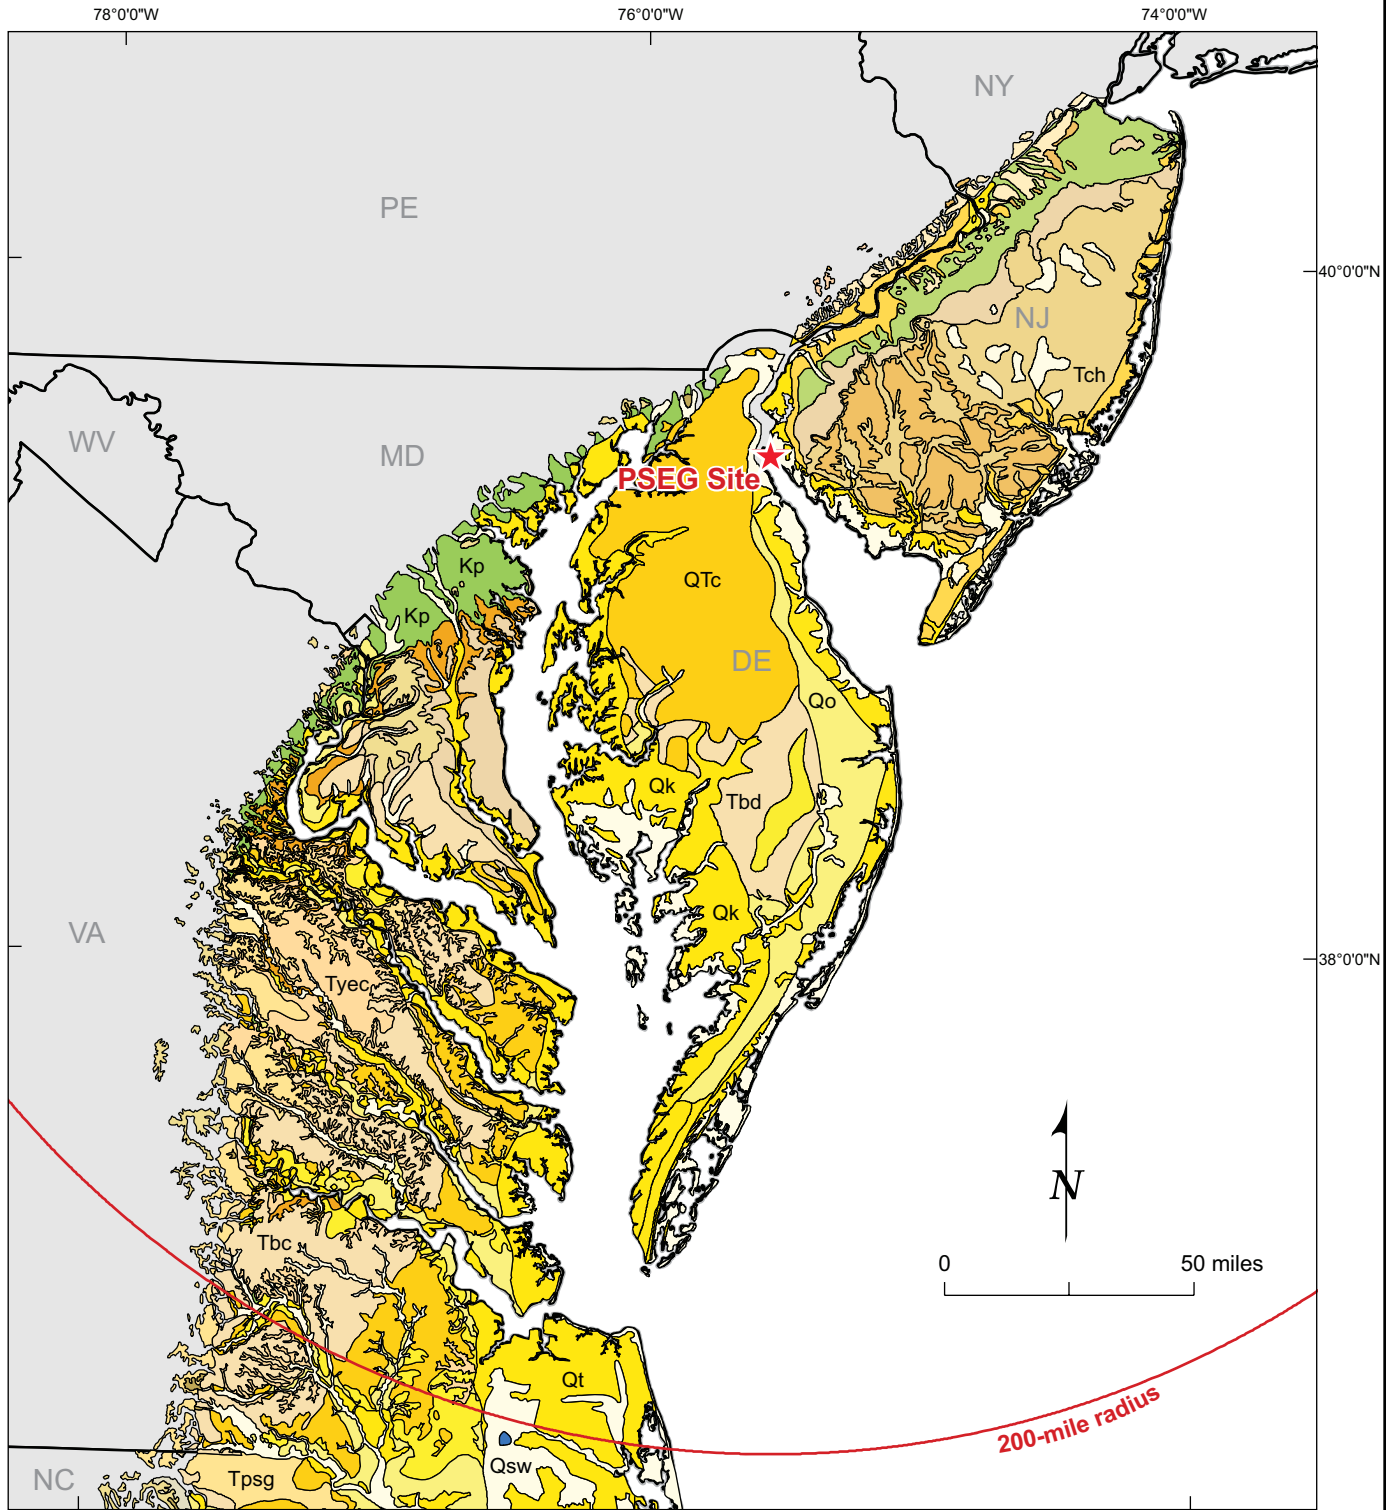 78°0'0"W
76°0'0"W
74°0'0"W
NY
PE
40°0'0"N
NJ
Tch
WV
MD
PSEG Site
Kp
QTc
Kp
DE
Qo
Qk
Tbd
Qk
VA
38°0'0"N
Tyec
N
Tbc
0 50 miles
Qt
200-mile radius
Qsw
NC
Tpsg